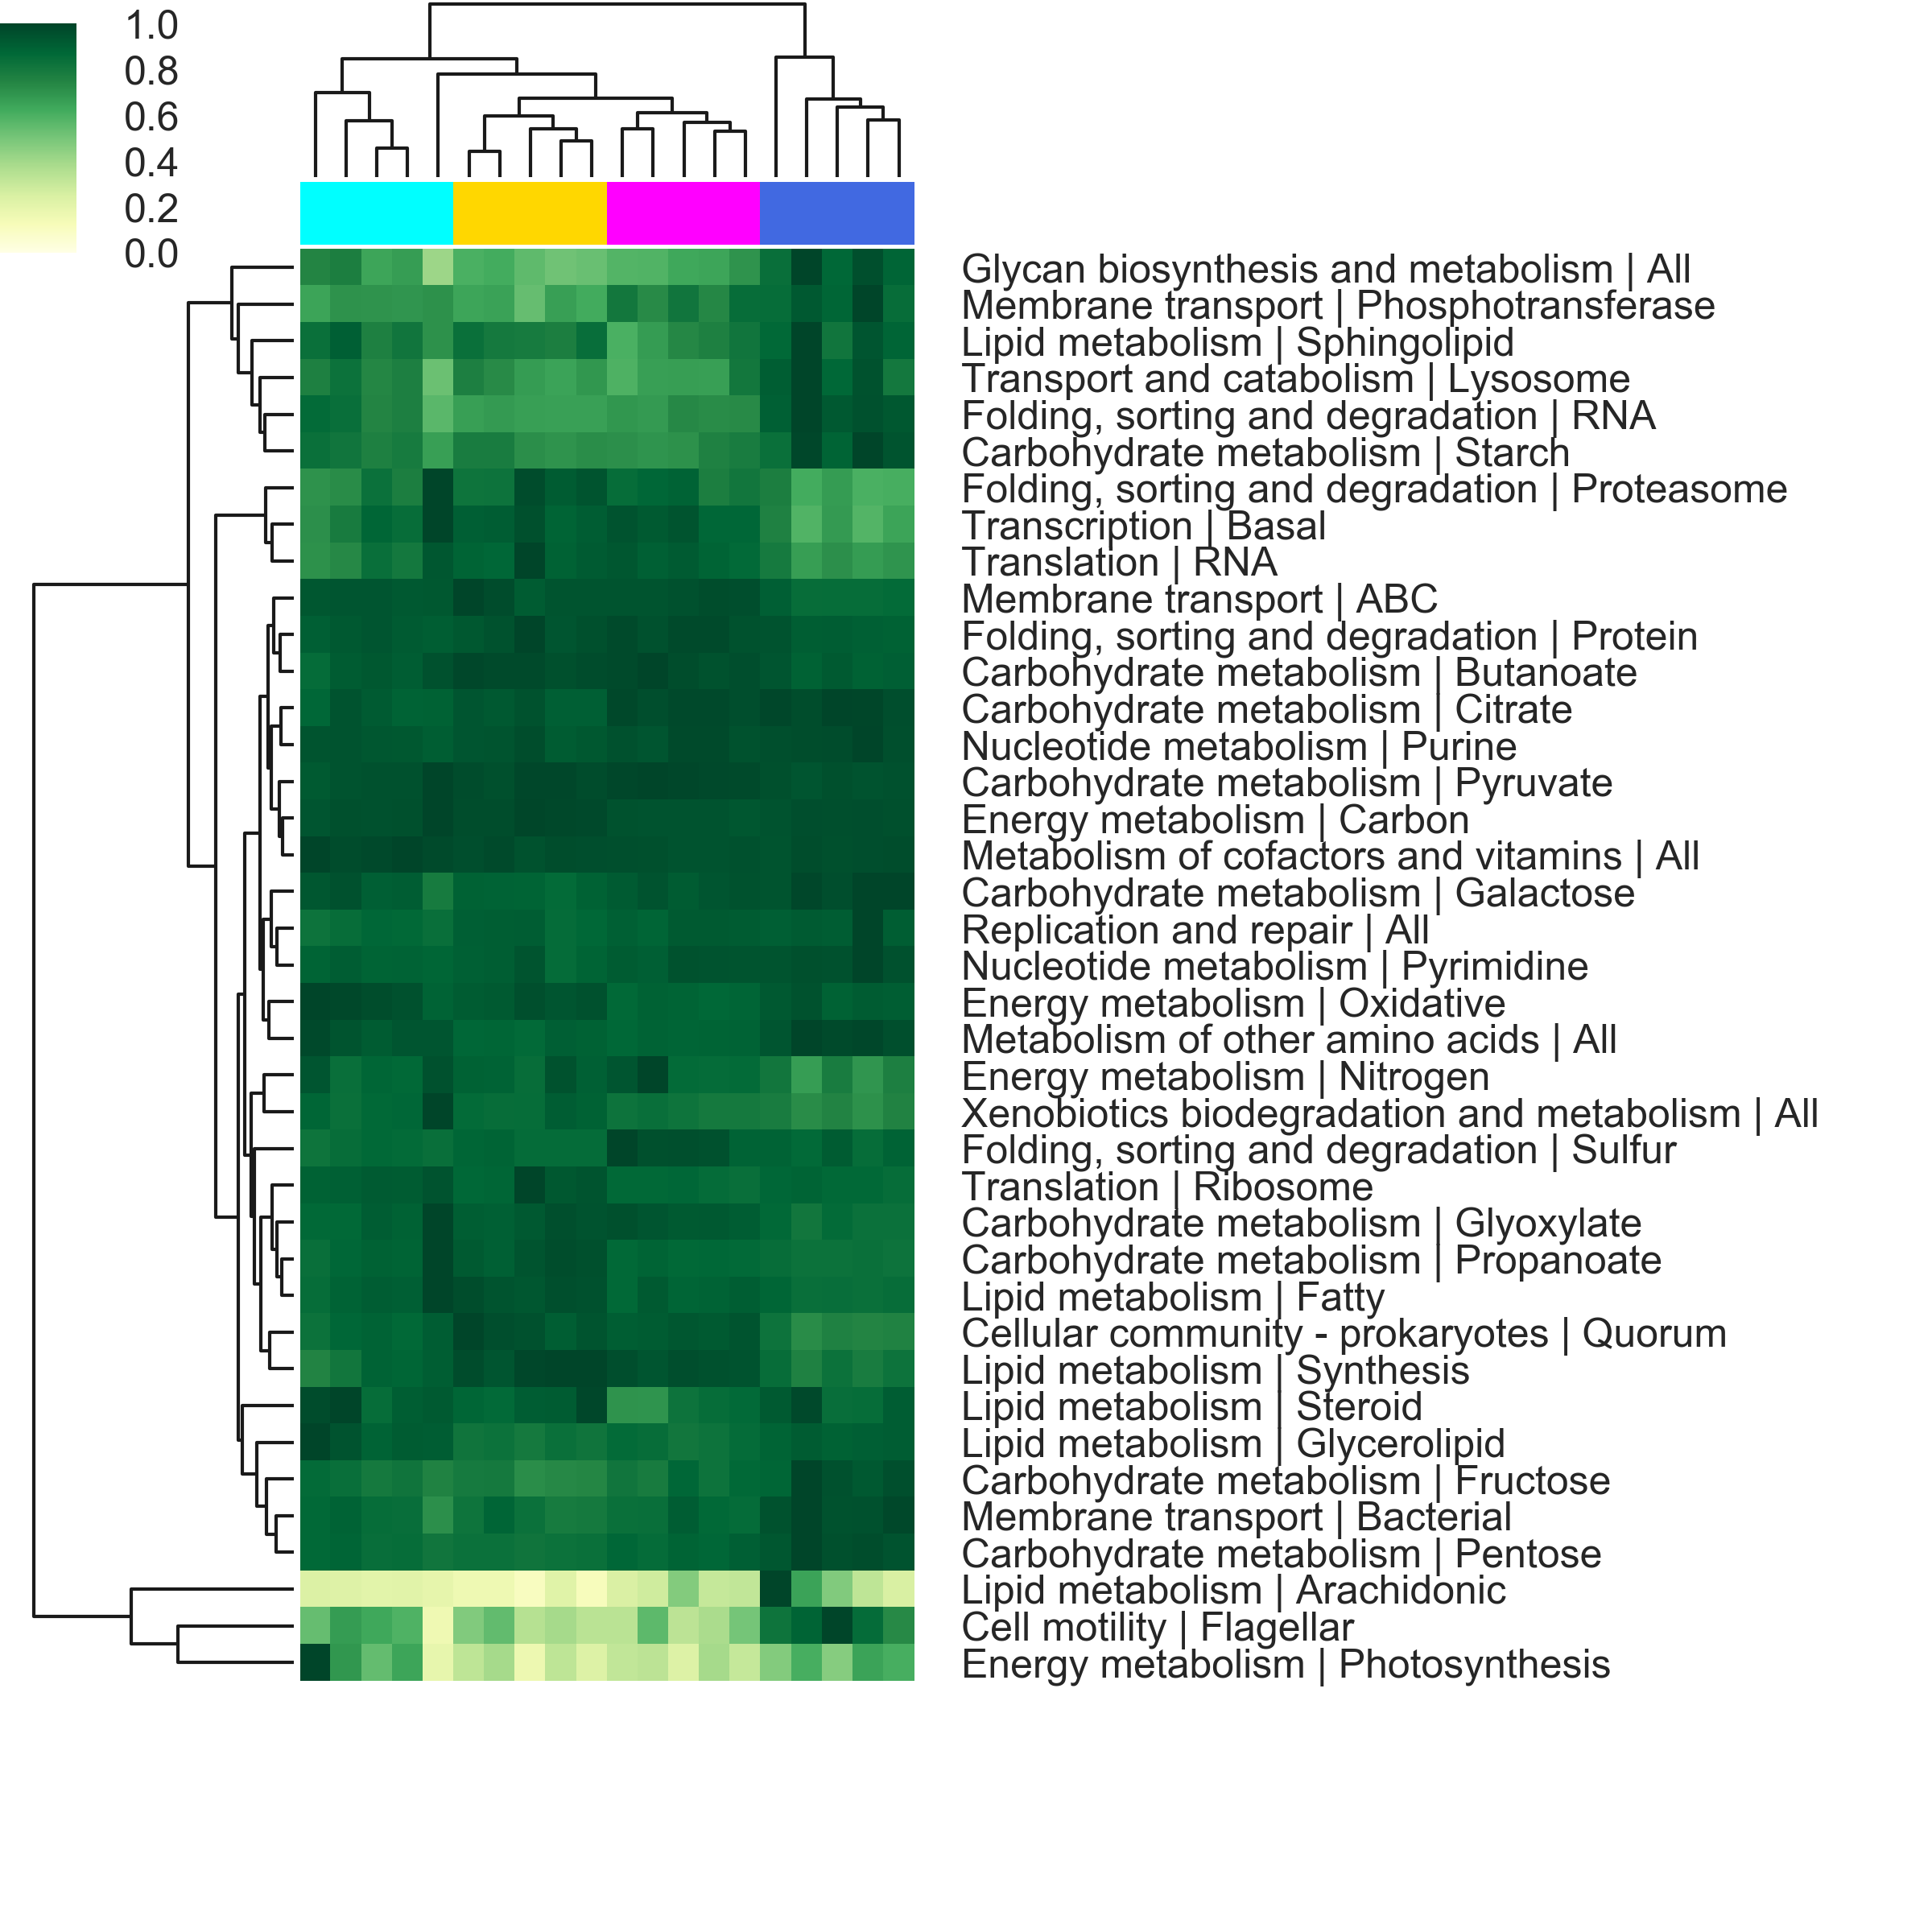 1.0
0.8
0.6
0.4
0.2
0.0
Glycan biosynthesis and metabolism | All
Membrane transport | Phosphotransferase
Lipid metabolism | Sphingolipid
Transport and catabolism | Lysosome
Folding, sorting and degradation | RNA
Carbohydrate metabolism | Starch
Folding, sorting and degradation | Proteasome
Transcription | Basal
Translation | RNA
Membrane transport | ABC
Folding, sorting and degradation | Protein
Carbohydrate metabolism | Butanoate
Carbohydrate metabolism | Citrate
Nucleotide metabolism | Purine
Carbohydrate metabolism | Pyruvate
Energy metabolism | Carbon
Metabolism of cofactors and vitamins | All
Carbohydrate metabolism | Galactose
Replication and repair | All
Nucleotide metabolism | Pyrimidine
Energy metabolism | Oxidative
Metabolism of other amino acids | All
Energy metabolism | Nitrogen
Xenobiotics biodegradation and metabolism | All
Folding, sorting and degradation | Sulfur
Translation | Ribosome
Carbohydrate metabolism | Glyoxylate
Carbohydrate metabolism | Propanoate
Lipid metabolism | Fatty
Cellular community - prokaryotes | Quorum
Lipid metabolism | Synthesis
Lipid metabolism | Steroid
Lipid metabolism | Glycerolipid
Carbohydrate metabolism | Fructose
Membrane transport | Bacterial
Carbohydrate metabolism | Pentose
Lipid metabolism | Arachidonic
Cell motility | Flagellar
Energy metabolism | Photosynthesis